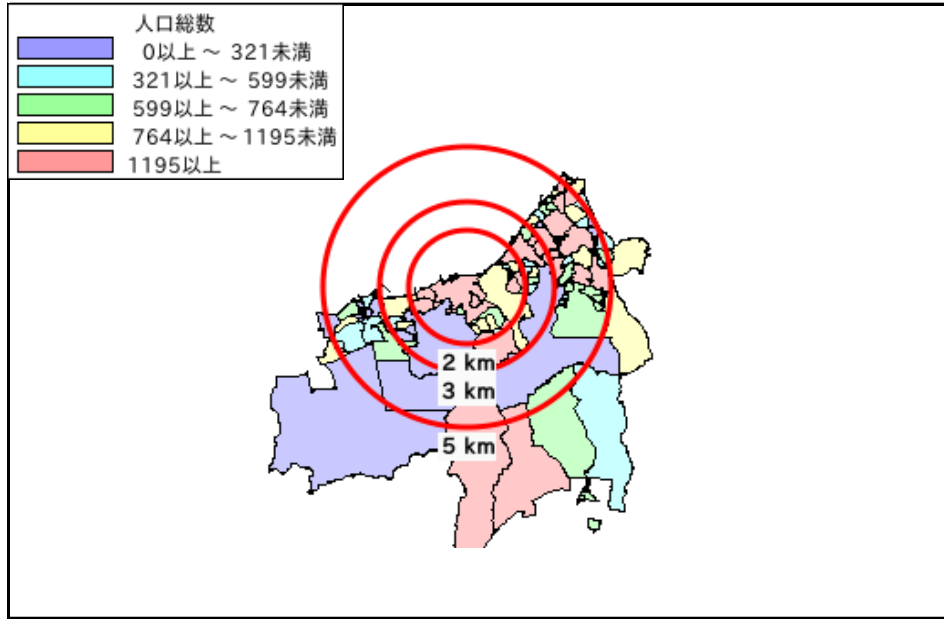 人口総数
0以上 ～ 321未満
321以上 ～ 599未満
599以上 ～ 764未満
764以上 ～ 1195未満
1195以上
2 km
3 km
5 km